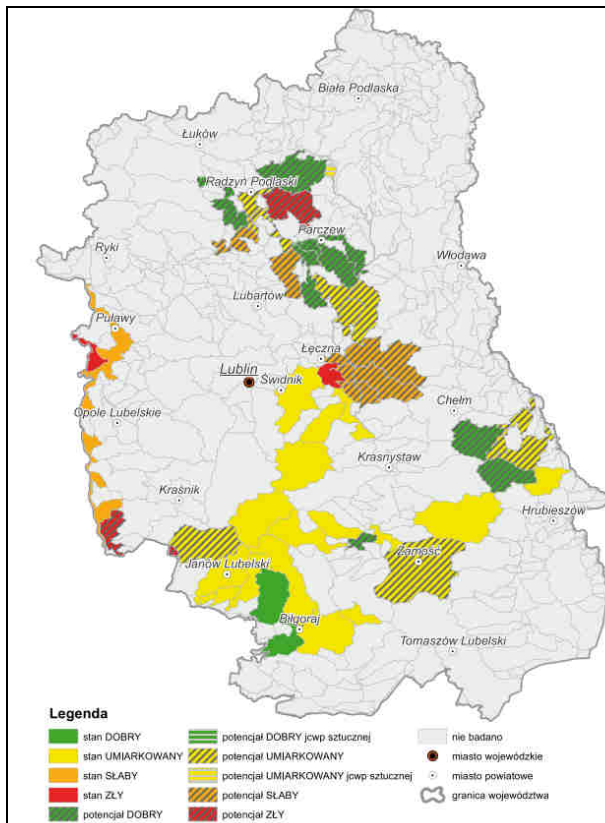 Biała Podlaska
Łuków
Radzyń Podlaski
Parczew
Ryki
Włodawa
Lubartów
Puławy
Łęczna
Lublin
Świdnik
Chełm
Opole Lubelskie
Krasnystaw
Kraśnik
Hrubieszów
Zamość
Janów Lubelski
Biłgoraj
Tomaszów Lubelski
Legenda
stan DOBRY
potencjał DOBRY jcwp sztucznej
nie badano
stan UMIARKOWANY
potencjał UMIARKOWANY
miasto wojewódzkie
stan SŁABY
potencjał UMIARKOWANY jcwp sztucznej
miasto powiatowe
stan ZŁY
potencjał SŁABY
granica województwa
potencjał DOBRY
potencjał ZŁY